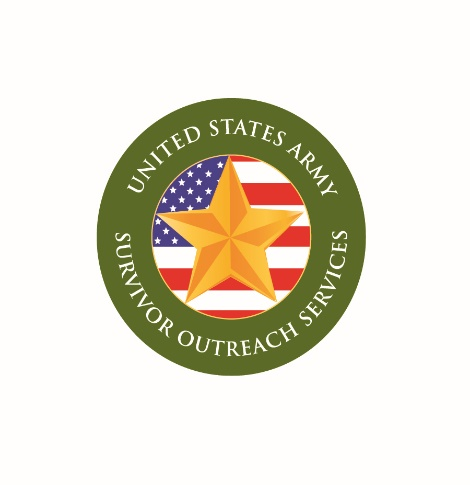 UNITED STATES ARMY
SURVIVOR OUTREACH SERVICES